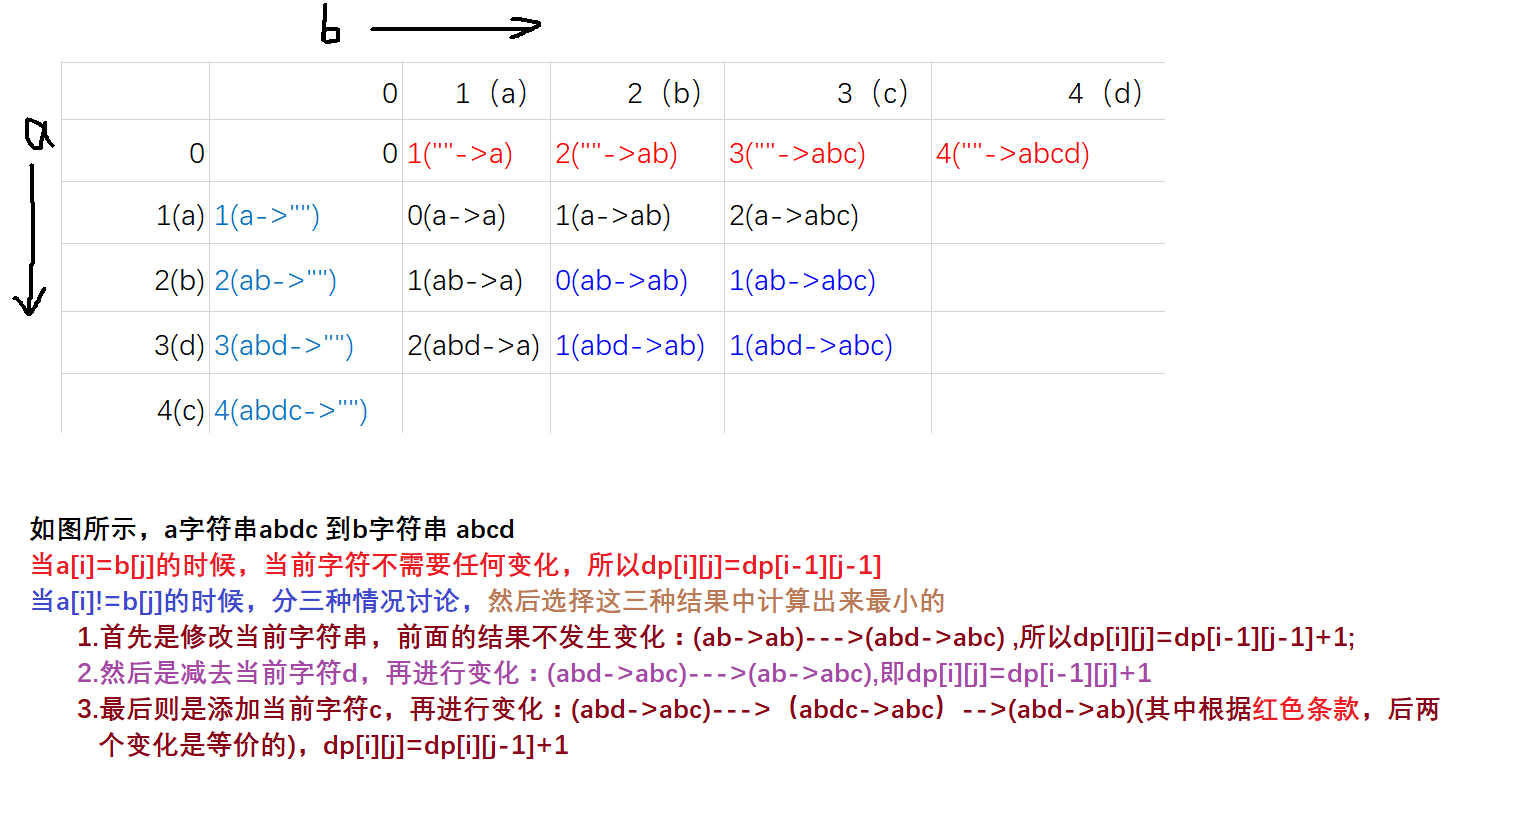 b
a
0 1（a） 2（b） 3（c） 4（d）
0 0 1(""->a) 2(""->ab) 3(""->abc) 4(""->abcd)
1(a) 1(a->"") 0(a->a) 1(a->ab) 2(a->abc)
2(b) 2(ab->"") 1(ab->a) 0(ab->ab) 1(ab->abc)
3(d) 3(abd->"") 2(abd->a) 1(abd->ab) 1(abd->abc)
4(c) 4(abdc->"")
如图所示，a字符串abdc 到b字符串 abcd
当a[i]=b[j]的时候，当前字符不需要任何变化，所以dp[i][j]=dp[i-1][j-1]
当a[i]!=b[j]的时候，分三种情况讨论，然后选择这三种结果中计算出来最小的
1.首先是修改当前字符串，前面的结果不发生变化：(ab->ab)--->(abd->abc) ,所以dp[i][j]=dp[i-1][j-1]+1;
2.然后是减去当前字符d，再进行变化：(abd->abc)--->(ab->abc),即dp[i][j]=dp[i-1][j]+1
3.最后则是添加当前字符c，再进行变化：(abd->abc)--->（abdc->abc）-->(abd->ab)(其中根据红色条款，后两
个变化是等价的)，dp[i][j]=dp[i][j-1]+1